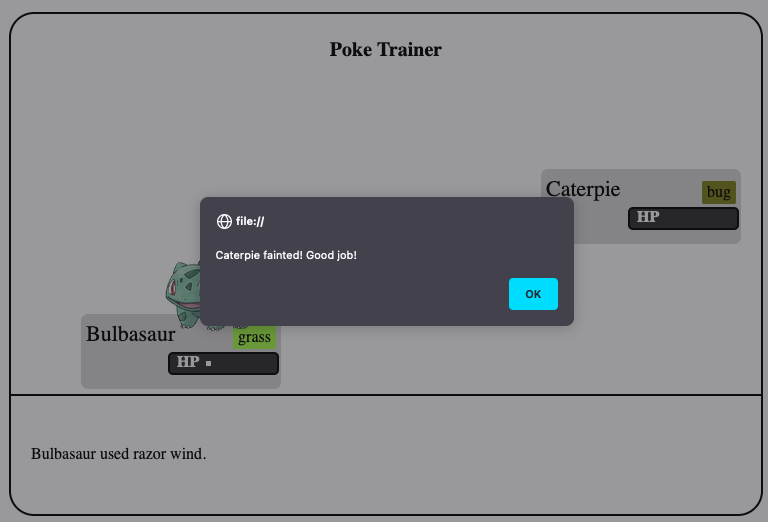 Poke Trainer
Caterpie
bug
HP
file://
Caterpie fainted! Good job!
OK
Bulbasaur
grass
HP
Bulbasaur used razor wind.